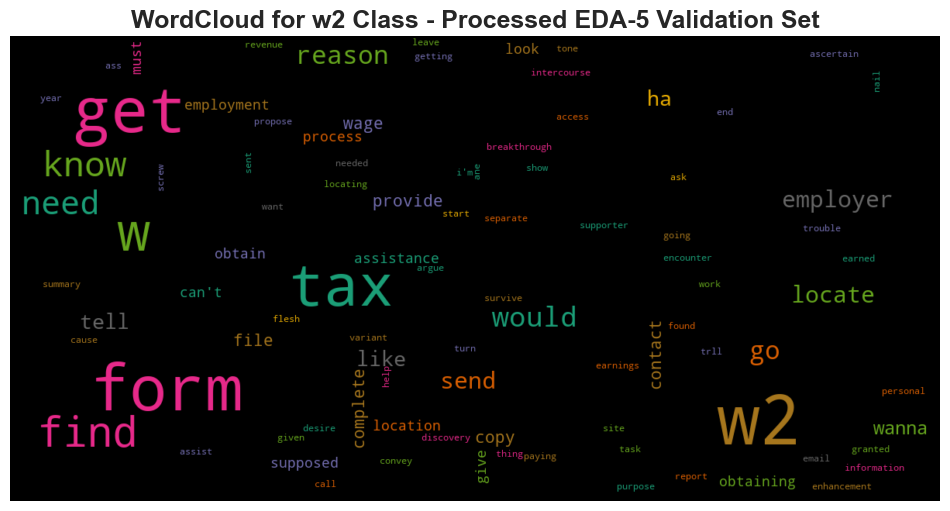 WordCloud for w2 Class - Processed EDA-5 Validation Set
revenue
leave
must
reason
getting
look
tone
ascertain
ass
intercourse
nail
year
get
employment
ha
propose
wage
access
end
process
breakthrough
know
sent
needed
i'm
ane
show
screw
locating
ask
need
want
provide
start
separate
employer
supporter
trouble
w
going
obtain
assistance
argue
encounter
earned
summary
can't
tax
survive
work
locate
tell
flesh
would
found
cause
file
variant
like
turn
contact
trll
go
form
help
send
earnings
personal
complete
w2
find
location
desire
given
discovery
copy
site
wanna
assist
supposed
convey
give
thing
paying
task
granted
email
information
call
purpose
report
obtaining
enhancement